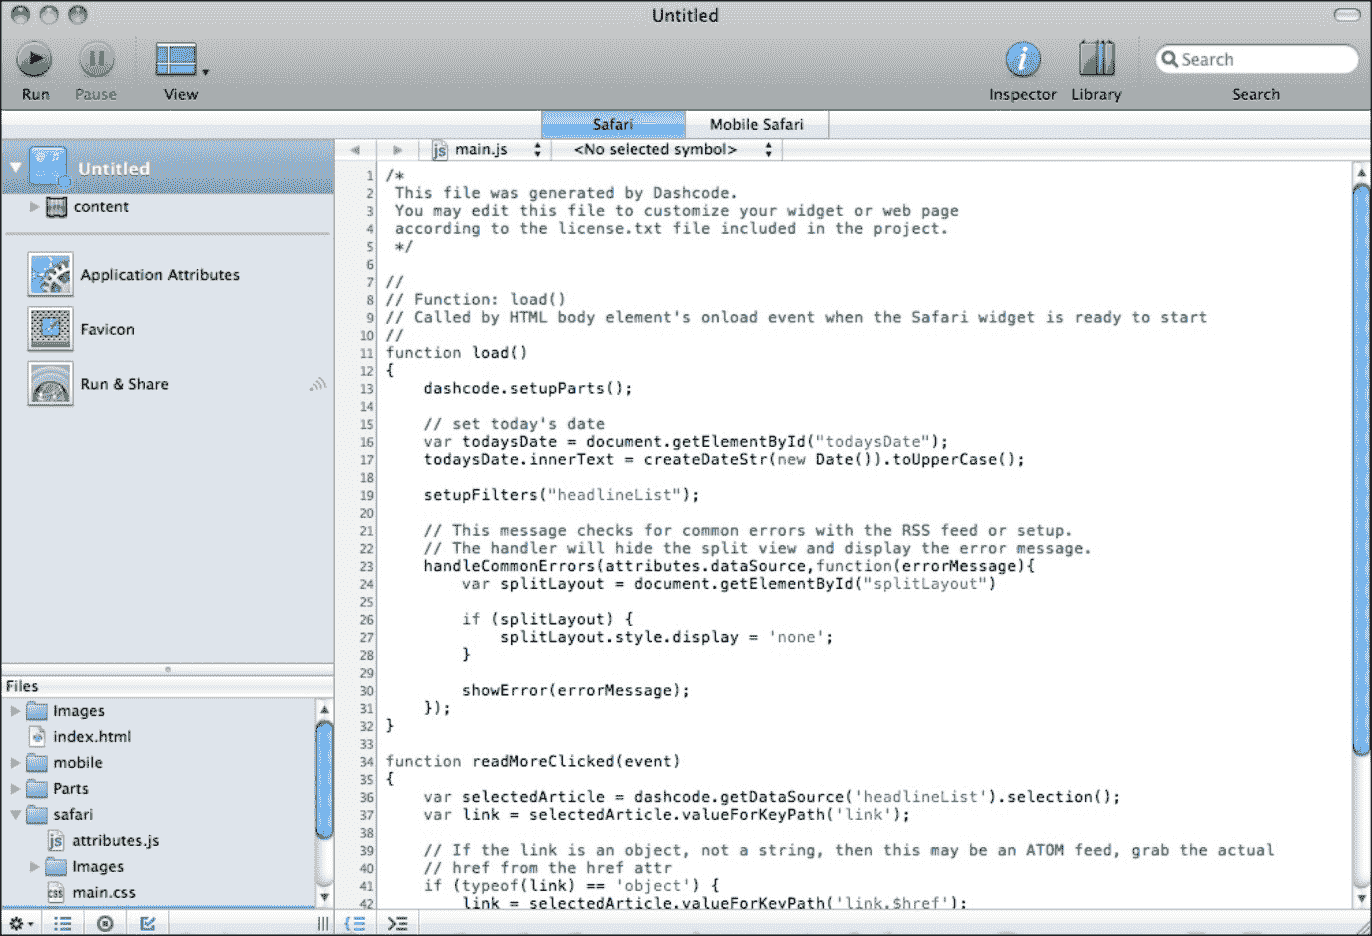 Untitled
Run
Pause
View
Inspector
Library
Search
Search
Safari
Mobile Safari
Untitled
content
Application Attributes
Favicon
Run & Share
Files
Images
index.html
mobile
Parts
safari
js attributes.js
Images
css main.css
js main.js
<No selected symbol>
1 /*
2 This file was generated by Dashcode.
3 You may edit this file to customize your widget or web page
4 according to the license.txt file included in the project.
5 */
6
7 //
8 // Function: load()
9 // Called by HTML body element's onload event when the Safari widget is ready to start
10 //
11 function load()
12 {
13 dashcode.setupParts();
14
15 // set today's date
16 var todaysDate = document.getElementById("todaysDate");
17 todaysDate.innerText = createDateStr(new Date()).toUpperCase();
18
19 setupFilters("headlineList");
20
21 // This message checks for common errors with the RSS feed or setup.
22 // The handler will hide the split view and display the error message.
23 handleCommonErrors(attributes.dataSource,function(errorMessage){
24 var splitLayout = document.getElementById("splitLayout")
25
26 if (splitLayout) {
27 splitLayout.style.display = 'none';
28 }
29
30 showError(errorMessage);
31 });
32 }
33
34 function readMoreClicked(event)
35 {
36 var selectedArticle = dashcode.getDataSource('headlineList').selection();
37 var link = selectedArticle.valueForKeyPath('link');
38
39 // If the link is an object, not a string, then this may be an ATOM feed, grab the actual
40 // href from the href attr
41 if (typeof(link) == 'object') {
42 link = selectedArticle.valueForKeyPath('link.$href');